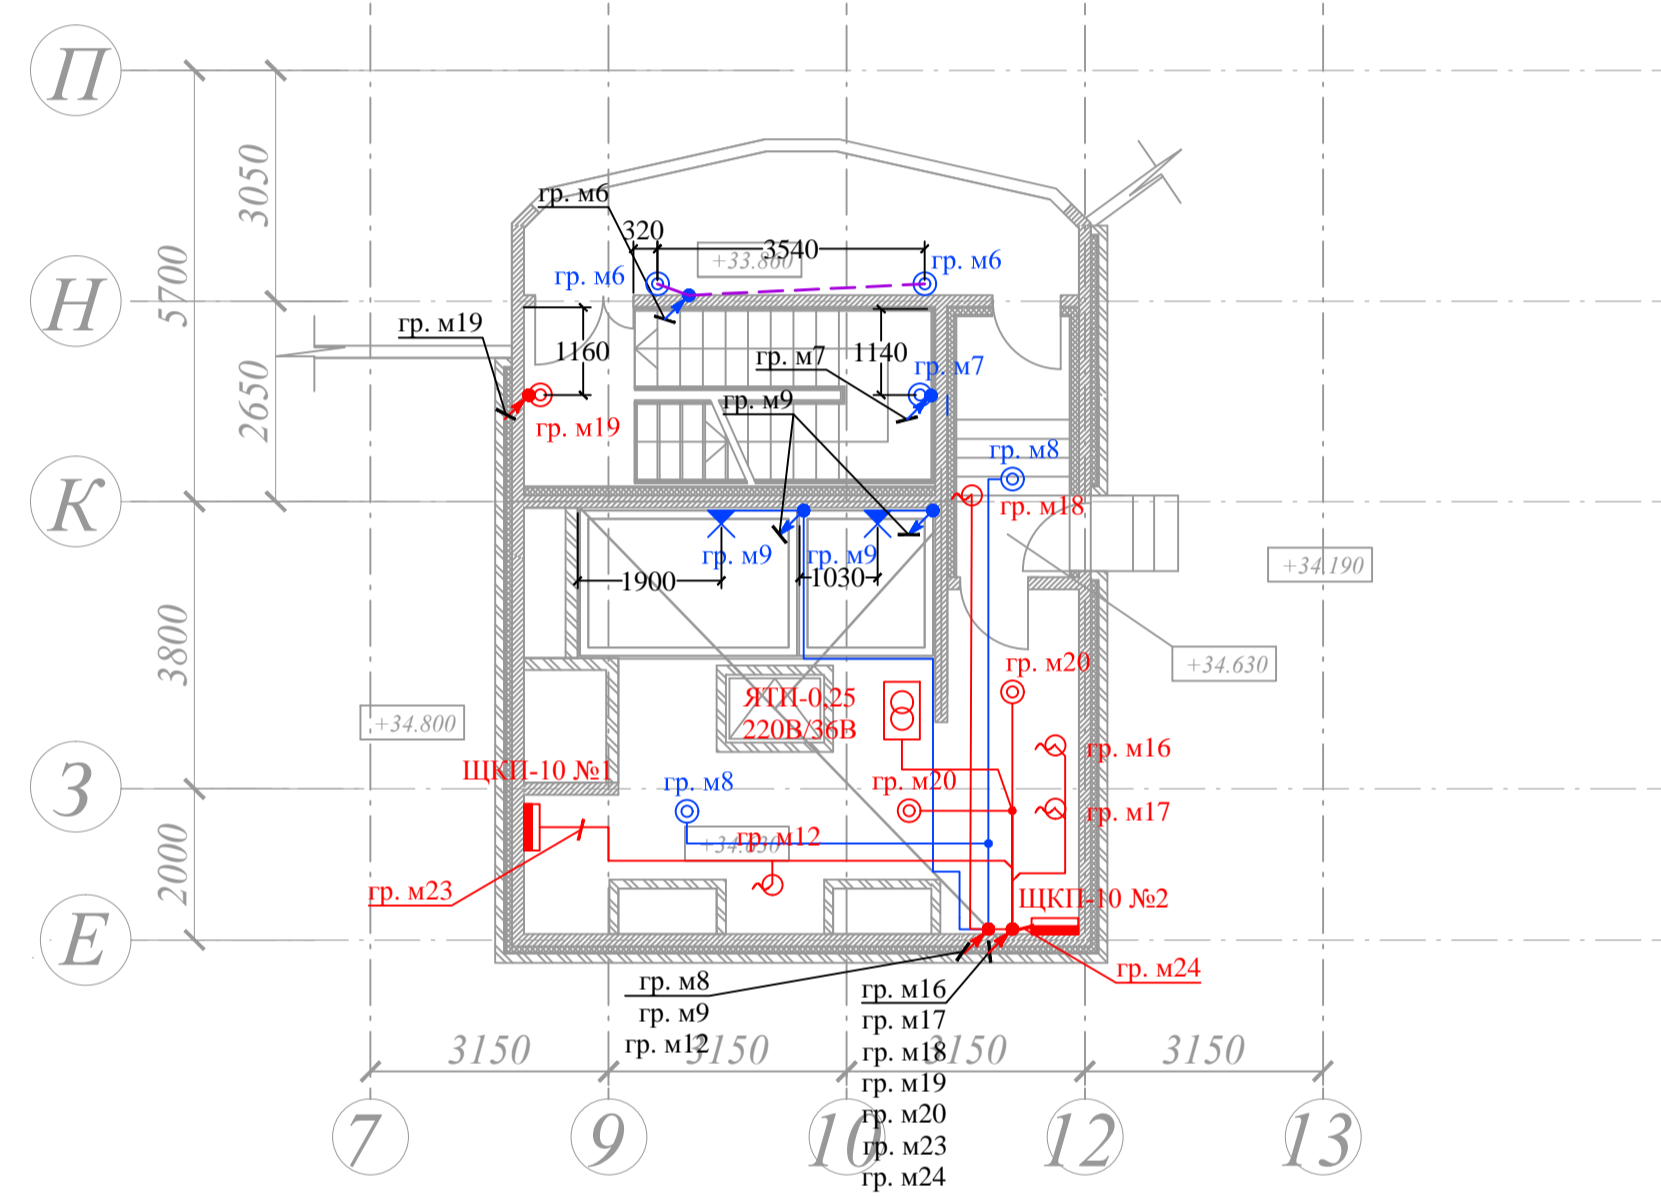 П
3050
гр. м6
320
3540
+33.860
гр. м6
гр. м6
5700
Н
гр. м19
1160
гр. м7
1140
гр. м7
2650
гр. м9
гр. м19
гр. м8
К
гр. м18
гр. м9
гр. м9
1900
1030
+34.190
3800
гр. м20
+34.630
ЯТП-0,25
220В/36В
+34.800
гр. м16
ЩКП-10 №1
гр. м8
гр. м20
З
гр. м17
гр. м12
+34.630
2000
гр. м23
ЩКП-10 №2
Е
гр. м24
гр. м8
гр. м9
гр. м12
гр. м16
гр. м17
гр. м18
гр. м19
гр. м20
гр. м23
гр. м24
3150
3150
3150
3150
7
9
10
12
13